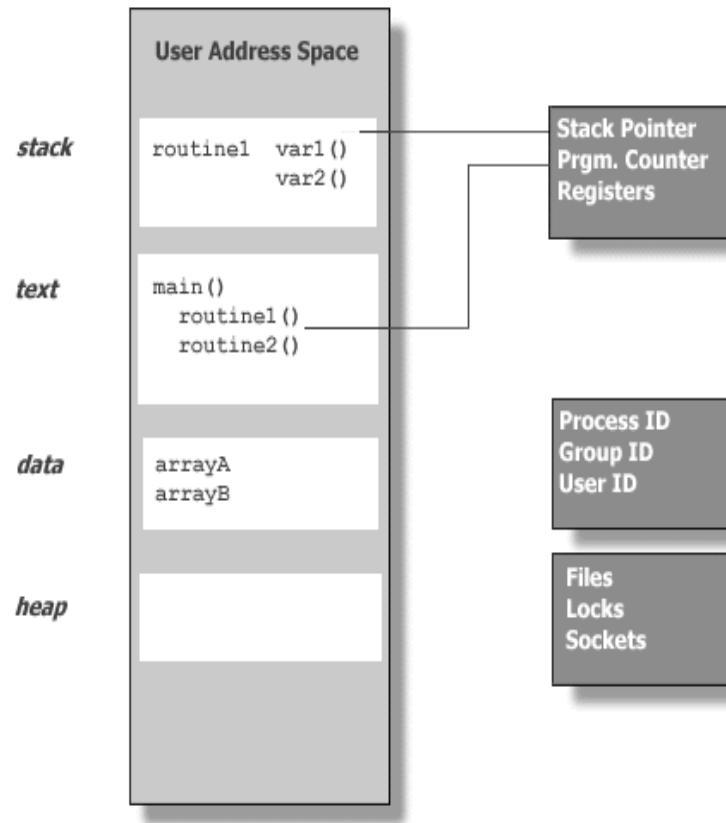 User Address Space
stack
routine1 var1()
var2()
text
main()
routine1()
routine2()
data
arrayA
arrayB
heap
Stack Pointer
Prgm. Counter
Registers
Process ID
Group ID
User ID
Files
Locks
Sockets